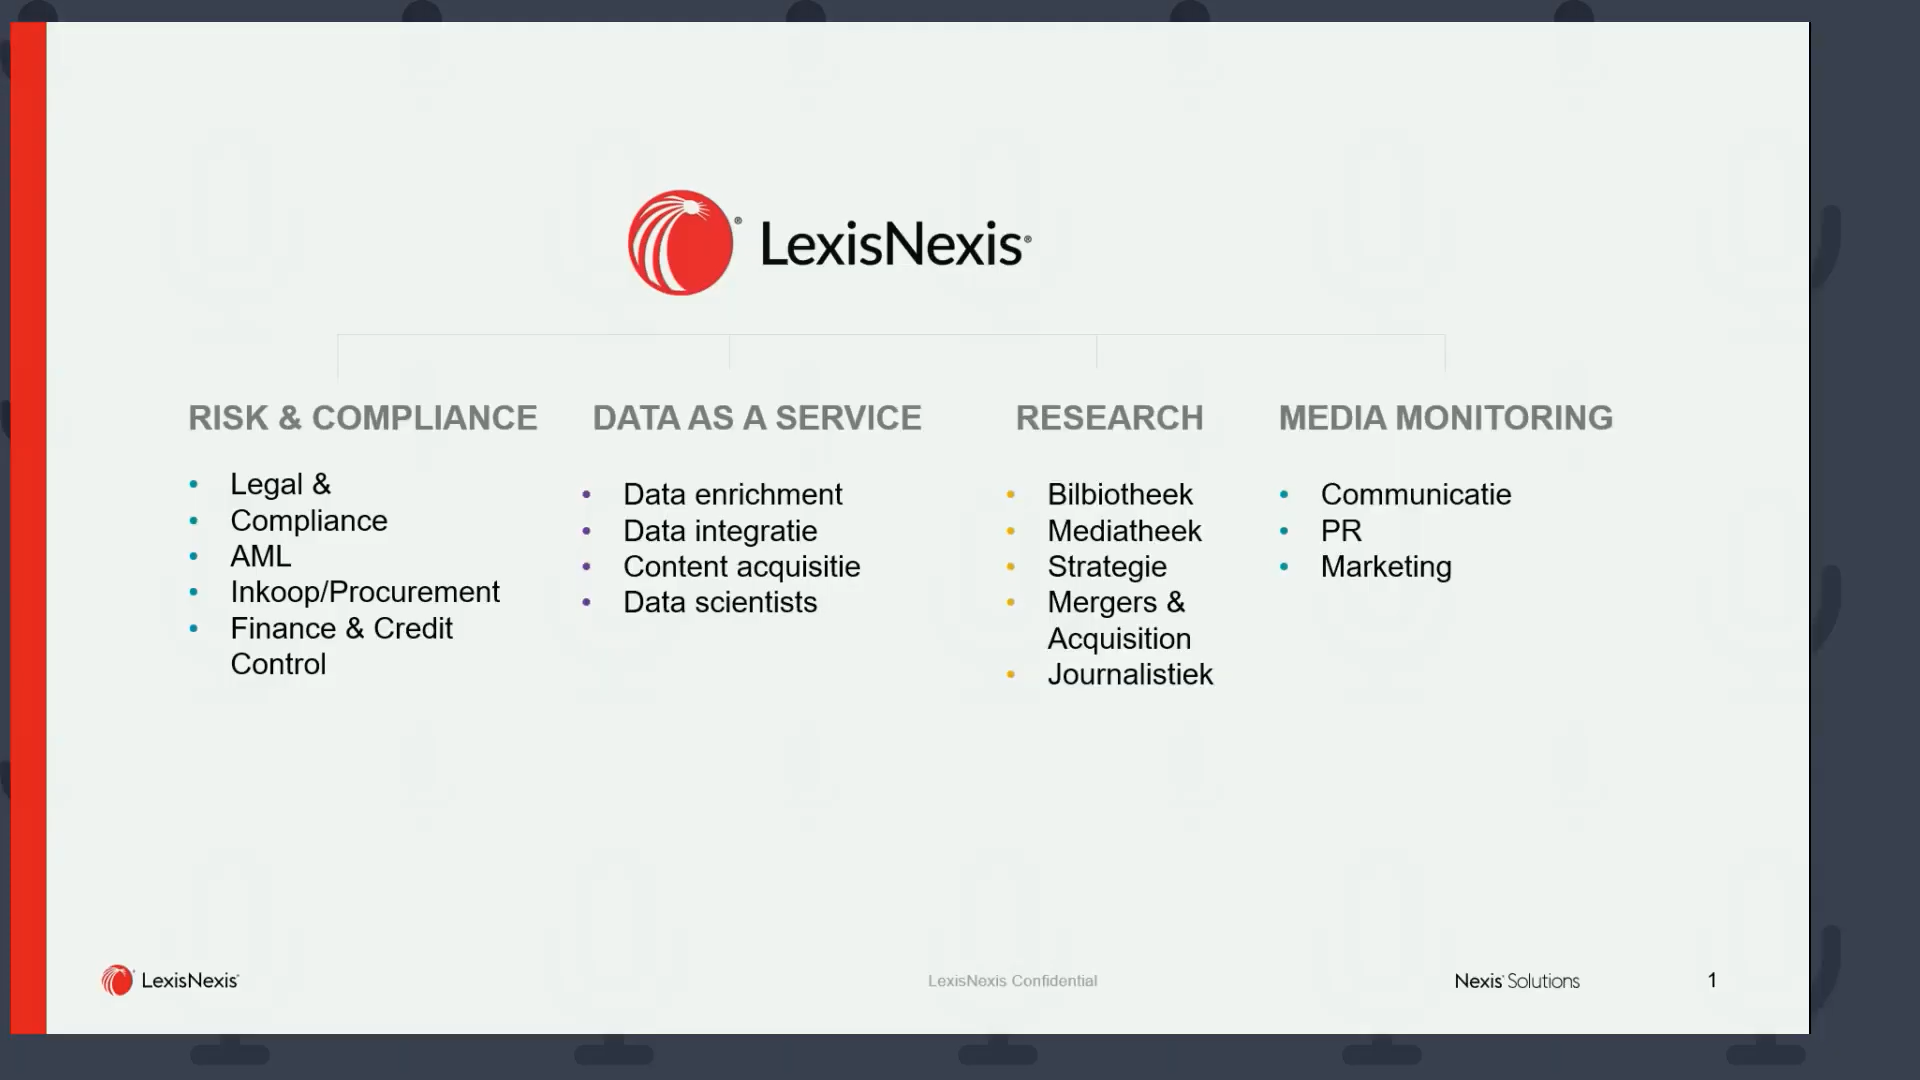 LexisNexis®
RISK & COMPLIANCE
• Legal &
• Compliance
• AML
• Inkoop/Procurement
• Finance & Credit
Control
DATA AS A SERVICE
• Data enrichment
• Data integratie
• Content acquisitie
• Data scientists
RESEARCH
• Bilbiotheek
• Mediatheek
• Strategie
• Mergers &
Acquisition
• Journalistiek
MEDIA MONITORING
• Communicatie
• PR
• Marketing
LexisNexis®
LexisNexis Confidential
Nexis® Solutions
1